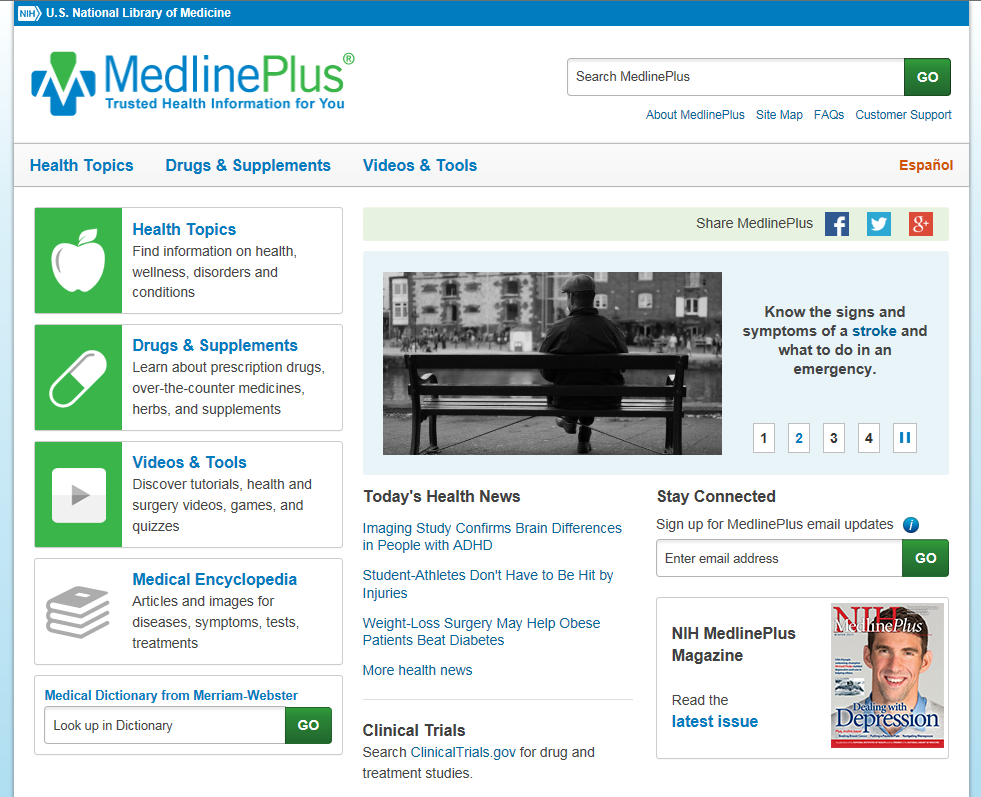 NIH U.S. National Library of Medicine
MedlinePlus®
Trusted Health Information for You
Search MedlinePlus GO
About MedlinePlus Site Map FAQs Customer Support
Health Topics Drugs & Supplements Videos & Tools Español
Health Topics
Find information on health,
wellness, disorders and
conditions
Drugs & Supplements
Learn about prescription drugs,
over-the-counter medicines,
herbs, and supplements
Videos & Tools
Discover tutorials, health and
surgery videos, games, and
quizzes
Medical Encyclopedia
Articles and images for
diseases, symptoms, tests,
treatments
Medical Dictionary from Merriam-Webster
Look up in Dictionary GO
Share MedlinePlus f g+
Know the signs and
symptoms of a stroke and
what to do in an
emergency.
1 2 3 4
Today's Health News
Imaging Study Confirms Brain Differences
in People with ADHD
Student-Athletes Don't Have to Be Hit by
Injuries
Weight-Loss Surgery May Help Obese
Patients Beat Diabetes
More health news
Clinical Trials
Search ClinicalTrials.gov for drug and
treatment studies.
Stay Connected
Sign up for MedlinePlus email updates i
Enter email address GO
NIH MedlinePlus
Magazine
Read the
latest issue
NIH
MedlinePlus
Dealing with
Depression